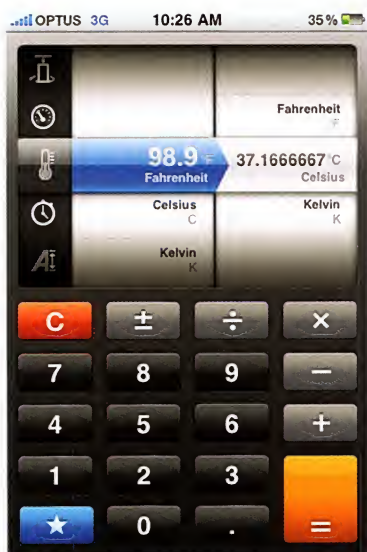 OPTUS 3G 10:26 AM 35%
Fahrenheit
F
98.9 F 37.1666667 °C
Fahrenheit Celsius
Celsius Kelvin
C K
Kelvin
K
C ± ÷ ×
7 8 9 −
4 5 6 +
1 2 3
0 . =